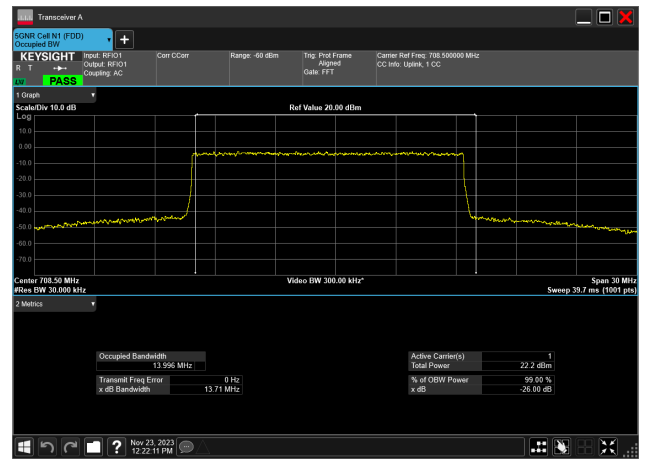 Transceiver A
5GNR Cell N1 (FDD)
Occupied BW
KEYSIGHT
R T
LW PASS
Input: RFIO1
Output: RFIO1
Coupling: AC
Corr CCorr
Range: -60 dBm
Trig: Prot Frame
Aligned
Gate: FFT
Carrier Ref Freq: 708.500000 MHz
CC Info: Uplink, 1 CC
1 Graph
Scale/Div 10.0 dB
Ref Value 20.00 dBm
Log
10.0
0.00
-10.0
-20.0
-30.0
-40.0
-50.0
-60.0
-70.0
Center 708.50 MHz
Video BW 300.00 kHz*
Span 30 MHz
#Res BW 30.000 kHz
Sweep 39.7 ms (1001 pts)
2 Metrics
Occupied Bandwidth
13.996 MHz
Active Carrier(s) 1
Total Power 22.2 dBm
Transmit Freq Error 0 Hz
x dB Bandwidth 13.71 MHz
% of OBW Power 99.00 %
x dB -26.00 dB
?
Nov 23, 2023
12:22:11 PM